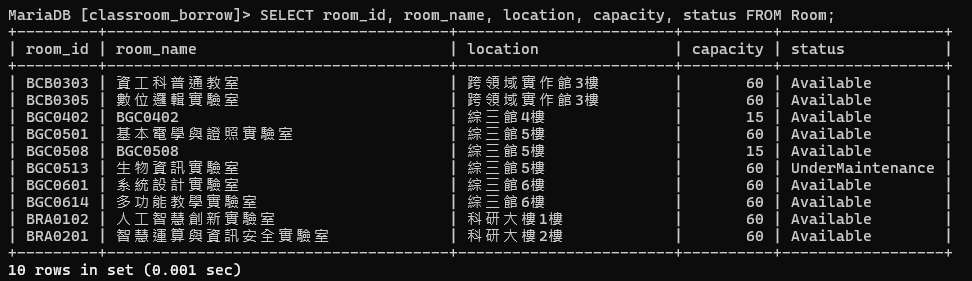 MariaDB [classroom_borrow]> SELECT room_id, room_name, location, capacity, status FROM Room;
+---------+-----------------------------+------------------+----------+------------------+
| room_id | room_name | location | capacity | status |
+---------+-----------------------------+------------------+----------+------------------+
| BCB0303 | 資工科普通教室 | 跨領域實作館3樓 | 60 | Available |
| BCB0305 | 數位邏輯實驗室 | 跨領域實作館3樓 | 60 | Available |
| BGC0402 | BGC0402 | 綜三館4樓 | 15 | Available |
| BGC0501 | 基本電學與證照實驗室 | 綜三館5樓 | 60 | Available |
| BGC0508 | BGC0508 | 綜三館5樓 | 15 | Available |
| BGC0513 | 生物資訊實驗室 | 綜三館5樓 | 60 | UnderMaintenance |
| BGC0601 | 系統設計實驗室 | 綜三館6樓 | 60 | Available |
| BGC0614 | 多功能教學實驗室 | 綜三館6樓 | 60 | Available |
| BRA0102 | 人工智慧創新實驗室 | 科研大樓1樓 | 60 | Available |
| BRA0201 | 智慧運算與資訊安全實驗室 | 科研大樓2樓 | 60 | Available |
+---------+-----------------------------+------------------+----------+------------------+
10 rows in set (0.001 sec)